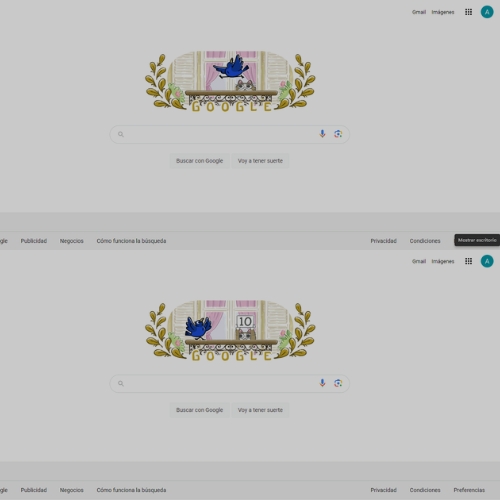 Gmail Imágenes A
GOOGLE
Buscar con Google Voy a tener suerte
gle Publicidad Negocios Cómo funciona la búsqueda Privacidad Condiciones Mostrar escritorio
Gmail Imágenes A
10
GOOGLE
Buscar con Google Voy a tener suerte
gle Publicidad Negocios Cómo funciona la búsqueda Privacidad Condiciones Preferencias